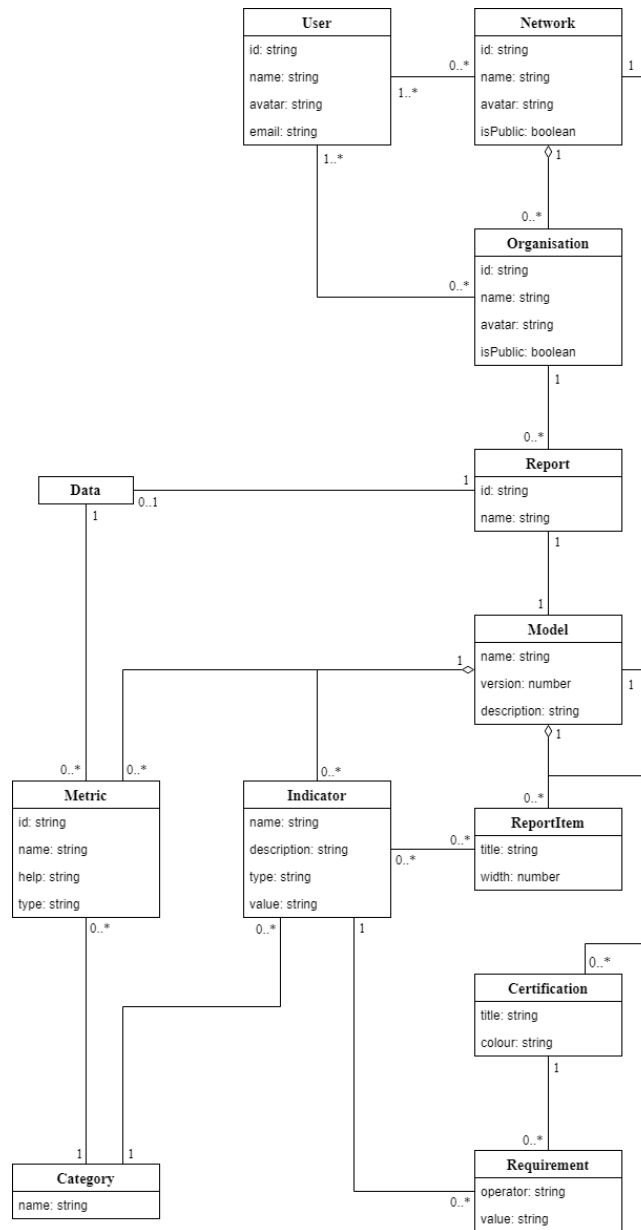 User
id: string
name: string
avatar: string
email: string
0..*
1..*
Network
id: string
name: string
avatar: string
isPublic: boolean
1
1
1..*
0..*
0..*
Organisation
id: string
name: string
avatar: string
isPublic: boolean
1
0..*
Data
0..1
1
1
Report
id: string
name: string
1
1
Model
name: string
version: number
description: string
1
1
1
0..*
0..*
0..*
0..*
Metric
id: string
name: string
help: string
type: string
0..*
Indicator
name: string
description: string
type: string
value: string
0..*
1
0..*
0..*
ReportItem
title: string
width: number
0..*
Certification
title: string
colour: string
1
0..*
1
1
Category
name: string
0..*
Requirement
operator: string
value: string